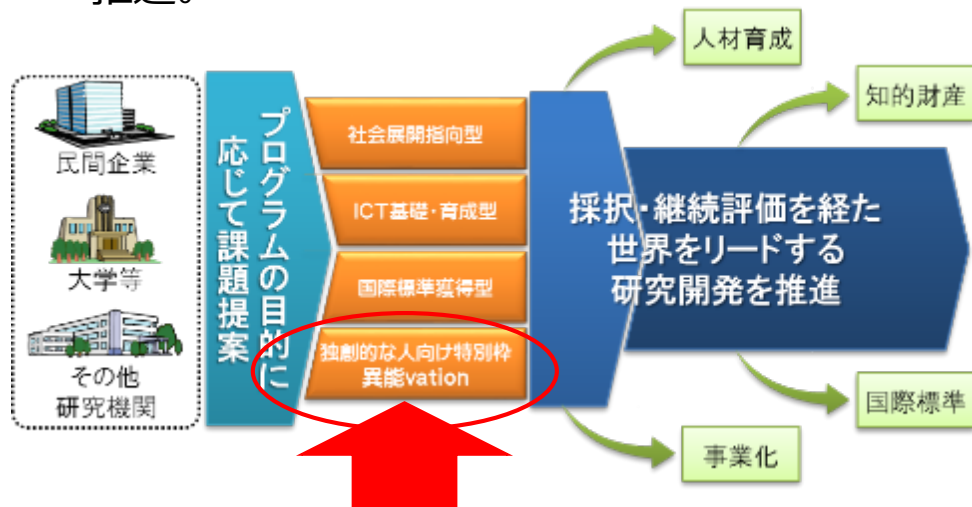 推進。
民間企業
大学等
その他
研究機関
プログラムの目的に
応じて課題提案
社会展開指向型
ICT基礎・育成型
国際標準獲得型
独創的な人向け特別枠
異能vation
採択・継続評価を経た
世界をリードする
研究開発を推進
人材育成
知的財産
国際標準
事業化